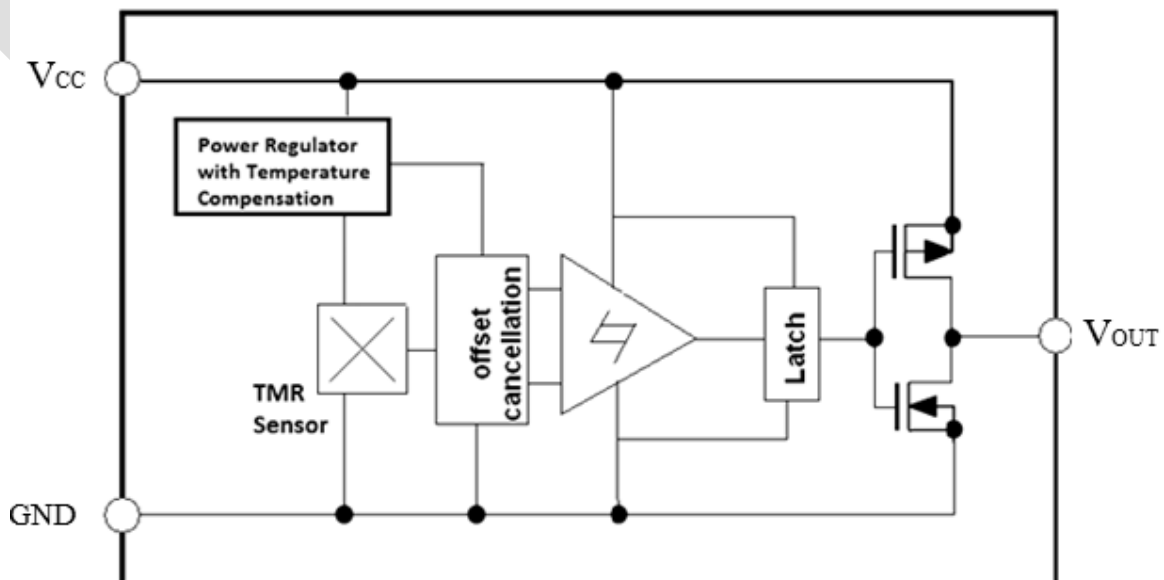 VCC
Power Regulator
with Temperature
Compensation
offset
cancellation
Latch
VOUT
TMR
Sensor
GND